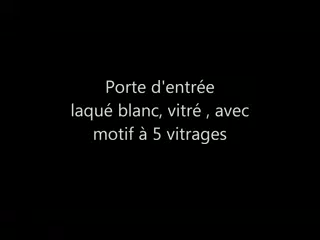 Porte d'entrée
laqué blanc, vitré , avec
motif à 5 vitrages